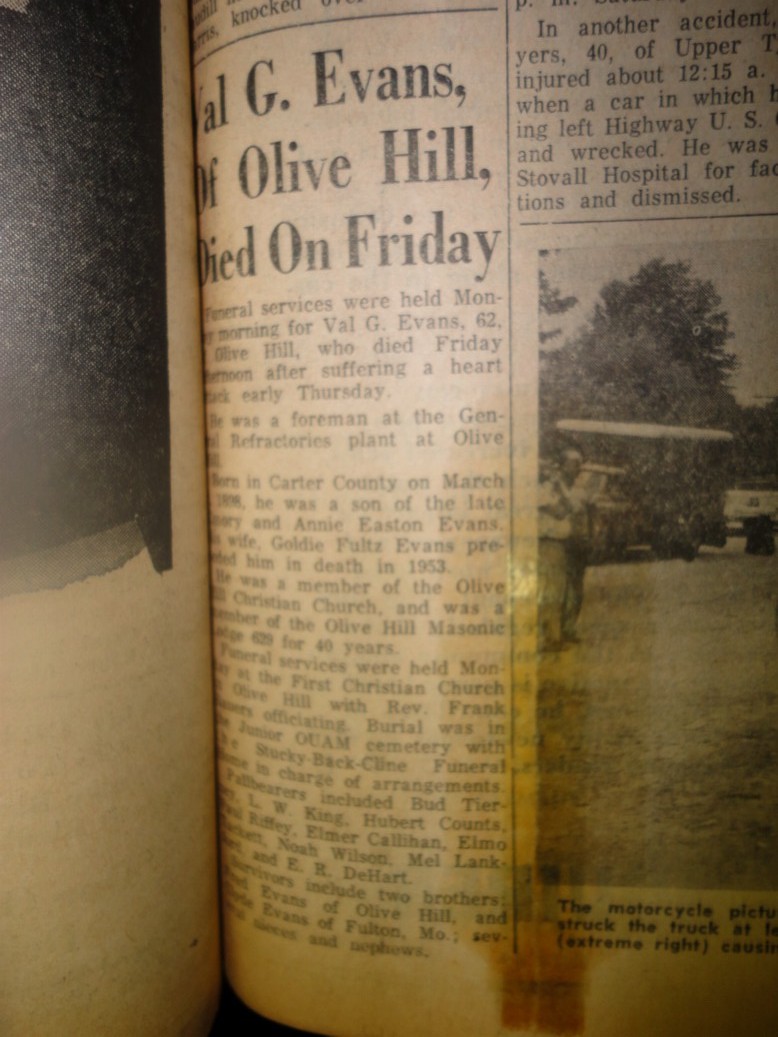 knocked over
al G. Evans,
Of Olive Hill,
Died On Friday
Funeral services were held Mon-
morning for Val G. Evans, 62,
Olive Hill, who died Friday
ernoon after suffering a heart
tack early Thursday.
He was a foreman at the Gen-
Refractories plant at Olive
Born in Carter County on March
1898, he was a son of the late
and Annie Easton Evans.
wife, Goldie Fultz Evans pre-
him in death in 1953.
He was a member of the Olive
Christian Church, and was a
member of the Olive Hill Masonic
Lodge 629 for 40 years.
Funeral services were held Mon-
at the First Christian Church
Olive Hill with Rev. Frank
officiating. Burial was in
Junior OUAM cemetery with
Stucky-Back-Cline Funeral
in charge of arrangements.
Pallbearers included Bud Tier-
L. W. King, Hubert Counts,
Riffey, Elmer Callihan, Elmo
Noah Wilson, Mel Lank-
and E. R. DeHart.
Survivors include two brothers:
Evans of Olive Hill, and
Evans of Fulton, Mo.; sev-
nieces and nephews.
In another accident,
yers, 40, of Upper T
injured about 12:15 a.
when a car in which h
ing left Highway U. S.
and wrecked. He was
Stovall Hospital for fac
tions and dismissed.
The motorcycle pictu
struck the truck at le
(extreme right) causin